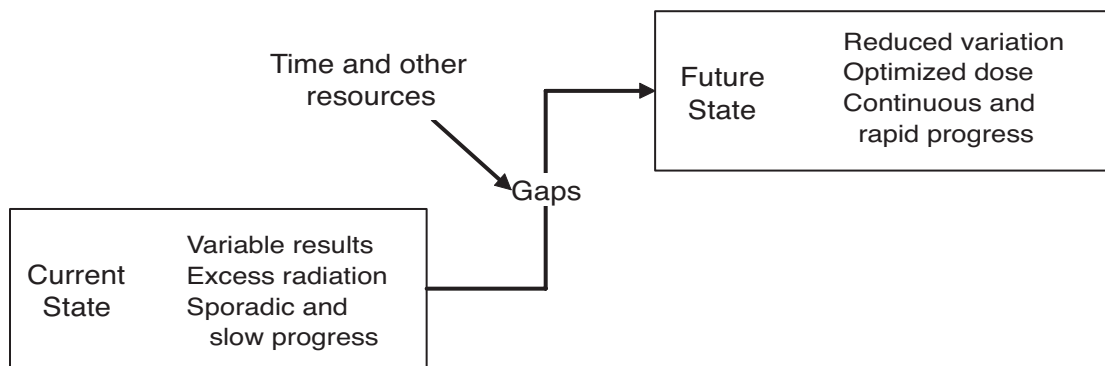 Time and other
resources
Gaps
Current
State
Variable results
Excess radiation
Sporadic and
slow progress
Future
State
Reduced variation
Optimized dose
Continuous and
rapid progress